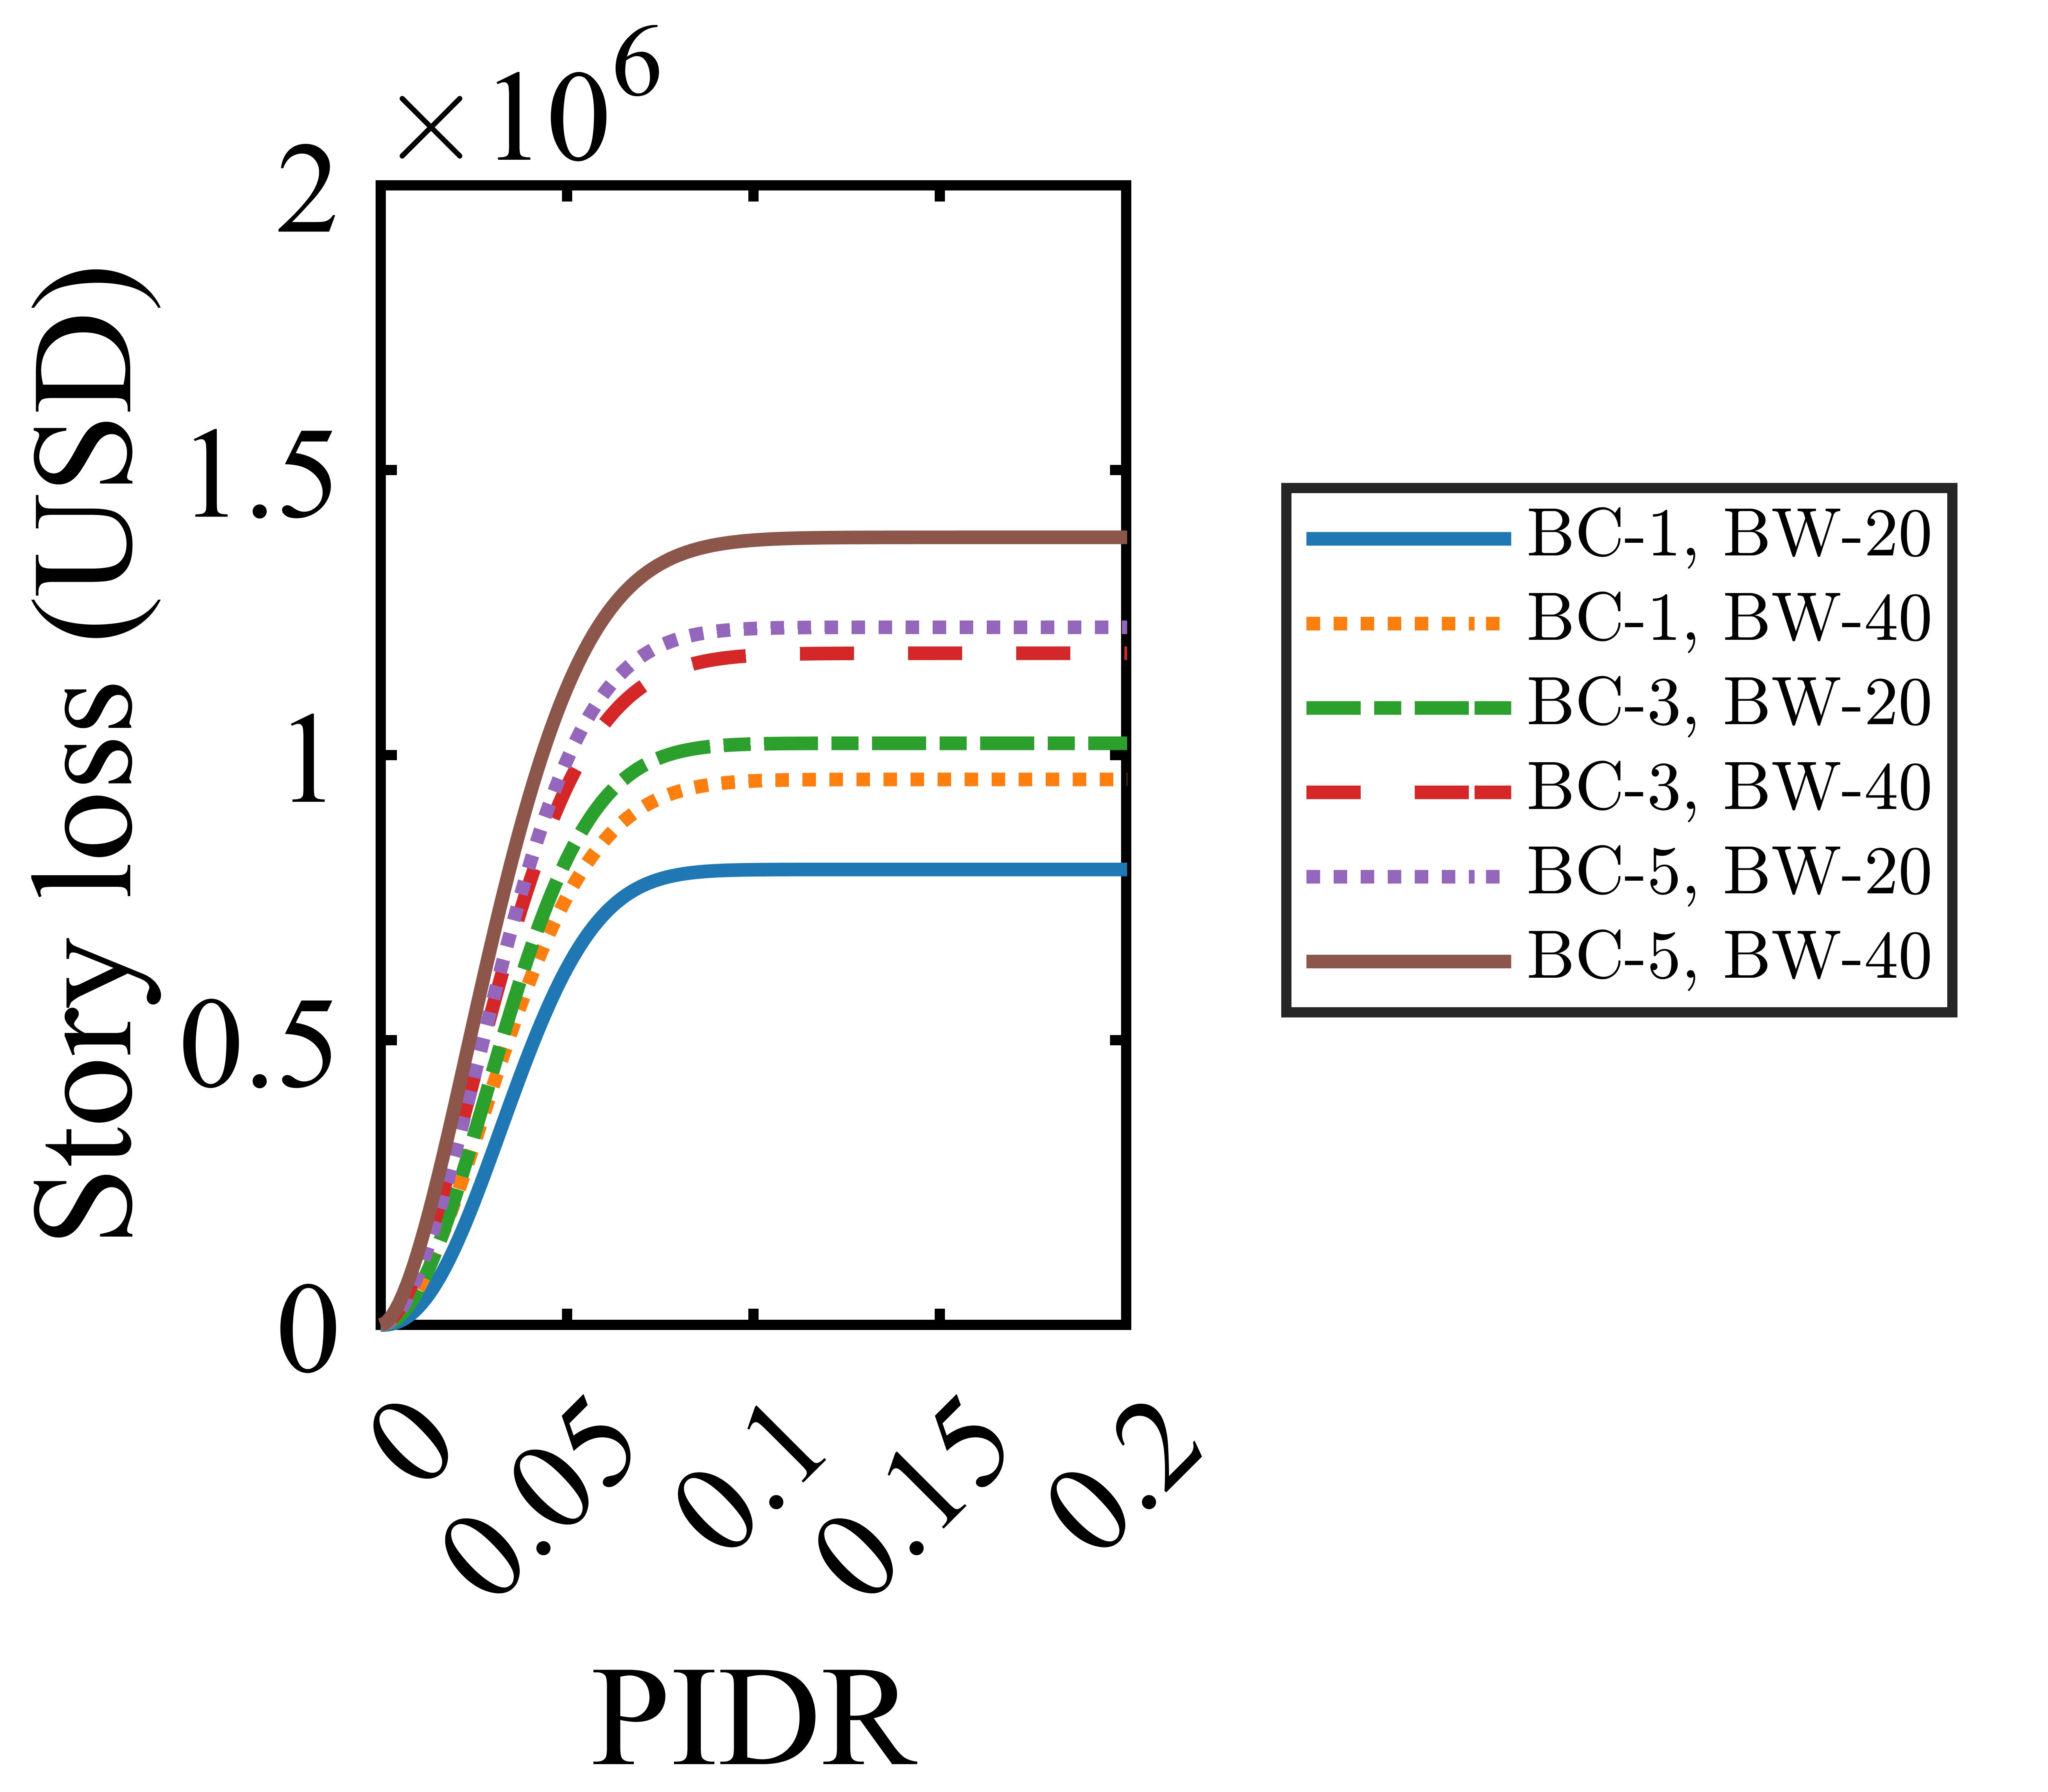 ×10^6
2
1.5
1
0.5
0
Story loss (USD)
0
0.05
0.1
0.15
0.2
PIDR
BC-1, BW-20
BC-1, BW-40
BC-3, BW-20
BC-3, BW-40
BC-5, BW-20
BC-5, BW-40